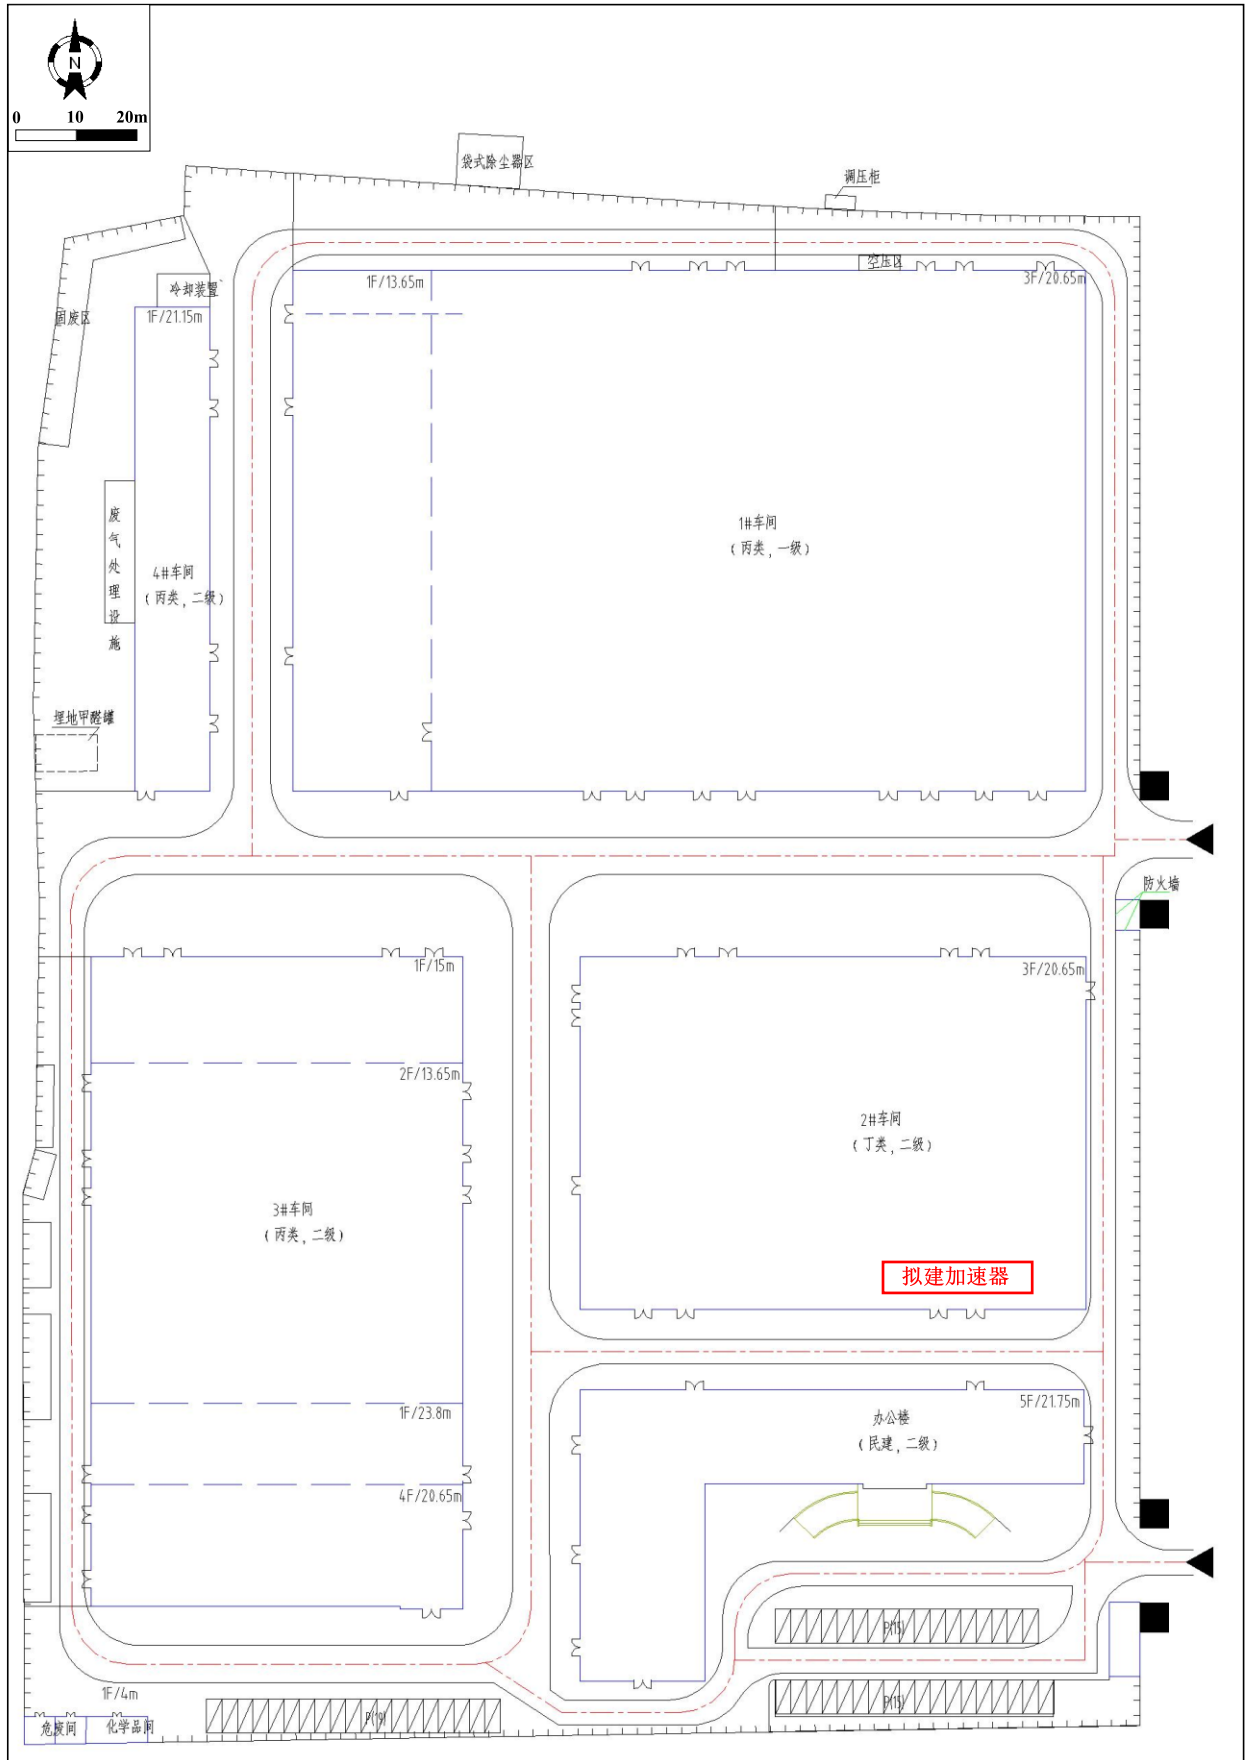 N
0 10 20m
袋式除尘器区
调压柜
空压区
冷却装置
1F/13.65m
3F/20.65m
固废区
1F/21.15m
1#车间
(丙类,一级)
废气处理设施
4#车间
(丙类,二级)
埋地甲醛罐
防火墙
1F/15m
3F/20.65m
2F/13.65m
2#车间
(丁类,二级)
3#车间
(丙类,二级)
拟建加速器
1F/23.8m
5F/21.75m
办公楼
(民建,二级)
4F/20.65m
P(15)
1F/4m
P(15)
P(19)
危废间
化学品间